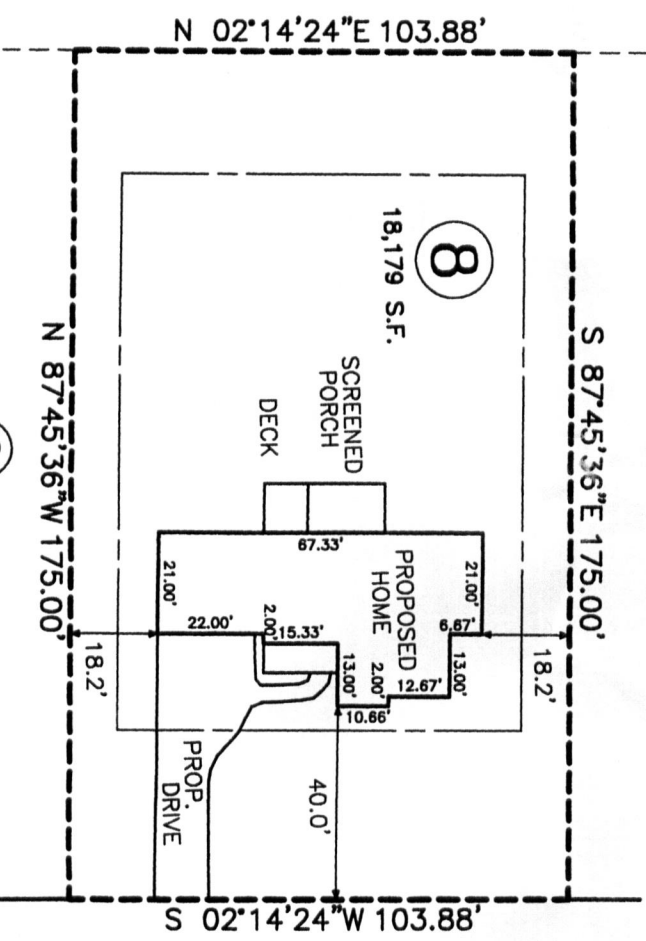 N 02°14'24"E 103.88'
8
18,179 S.F.
S 87°45'36"E 175.00'
N 87°45'36"W 175.00'
SCREENED
PORCH
DECK
67.33'
PROPOSED
HOME
21.00'
21.00'
22.00'
2.00'
15.33'
6.67'
13.00'
2.00'
12.67'
13.00'
10.66'
18.2'
18.2'
40.0'
PROP.
DRIVE
S 02°14'24"W 103.88'